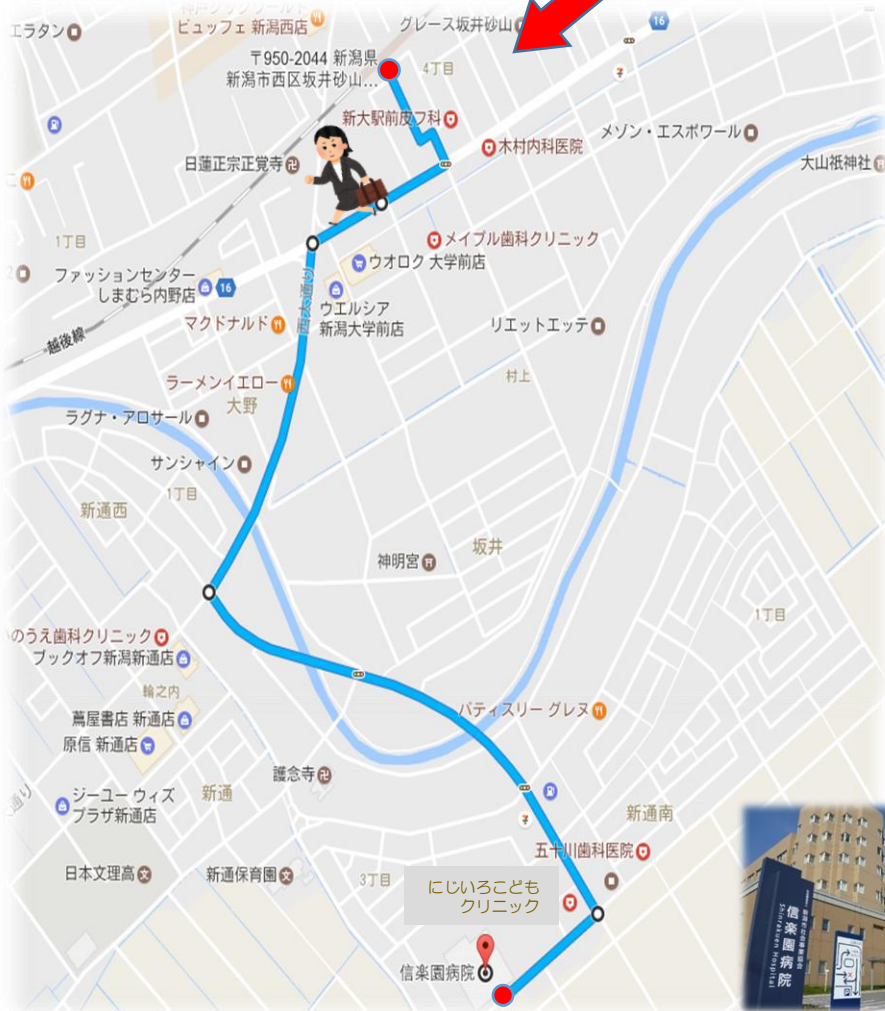 エラタン
ビュッフェ 新潟西店
グレース坂井砂山
16
〒950-2044 新潟県
新潟市西区坂井砂山...
4丁目
新大駅前皮フ科
木村内科医院
メゾン・エスポワール
日蓮正宗正覚寺
大山祇神社
1丁目
メイプル歯科クリニック
ウオロク 大学前店
ファッションセンター
しまむら内野店
16
西大通り
ウエルシア
新潟大学前店
マクドナルド
リエットエッテ
越後線
ラーメンイエロー
大野
村上
ラグナ・アロサール
サンシャイン
1丁目
新通西
坂井
神明宮
1丁目
のうえ歯科クリニック
ブックオフ新潟新通店
輪之内
蔦屋書店 新通店
原信 新通店
パティスリー グレヌ
護念寺
ジーユー ウィズ
プラザ新通店
新通
新通南
五十川歯科医院
日本文理高
新通保育園
3丁目
にじいろこども
クリニック
信楽園病院
信楽園病院
Shinrakuen Hospital